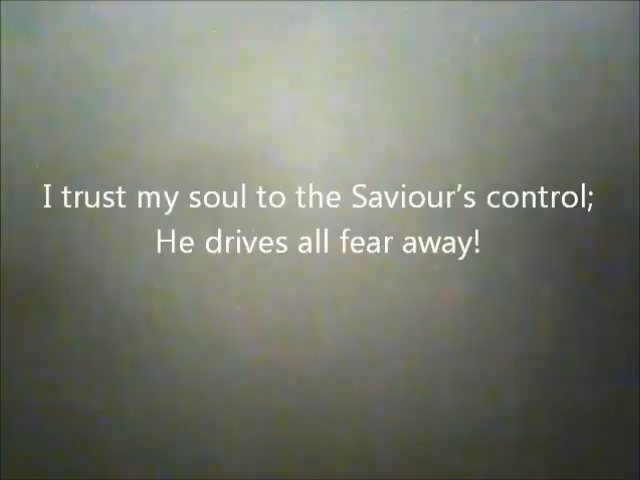 I trust my soul to the Saviour’s control;
He drives all fear away!